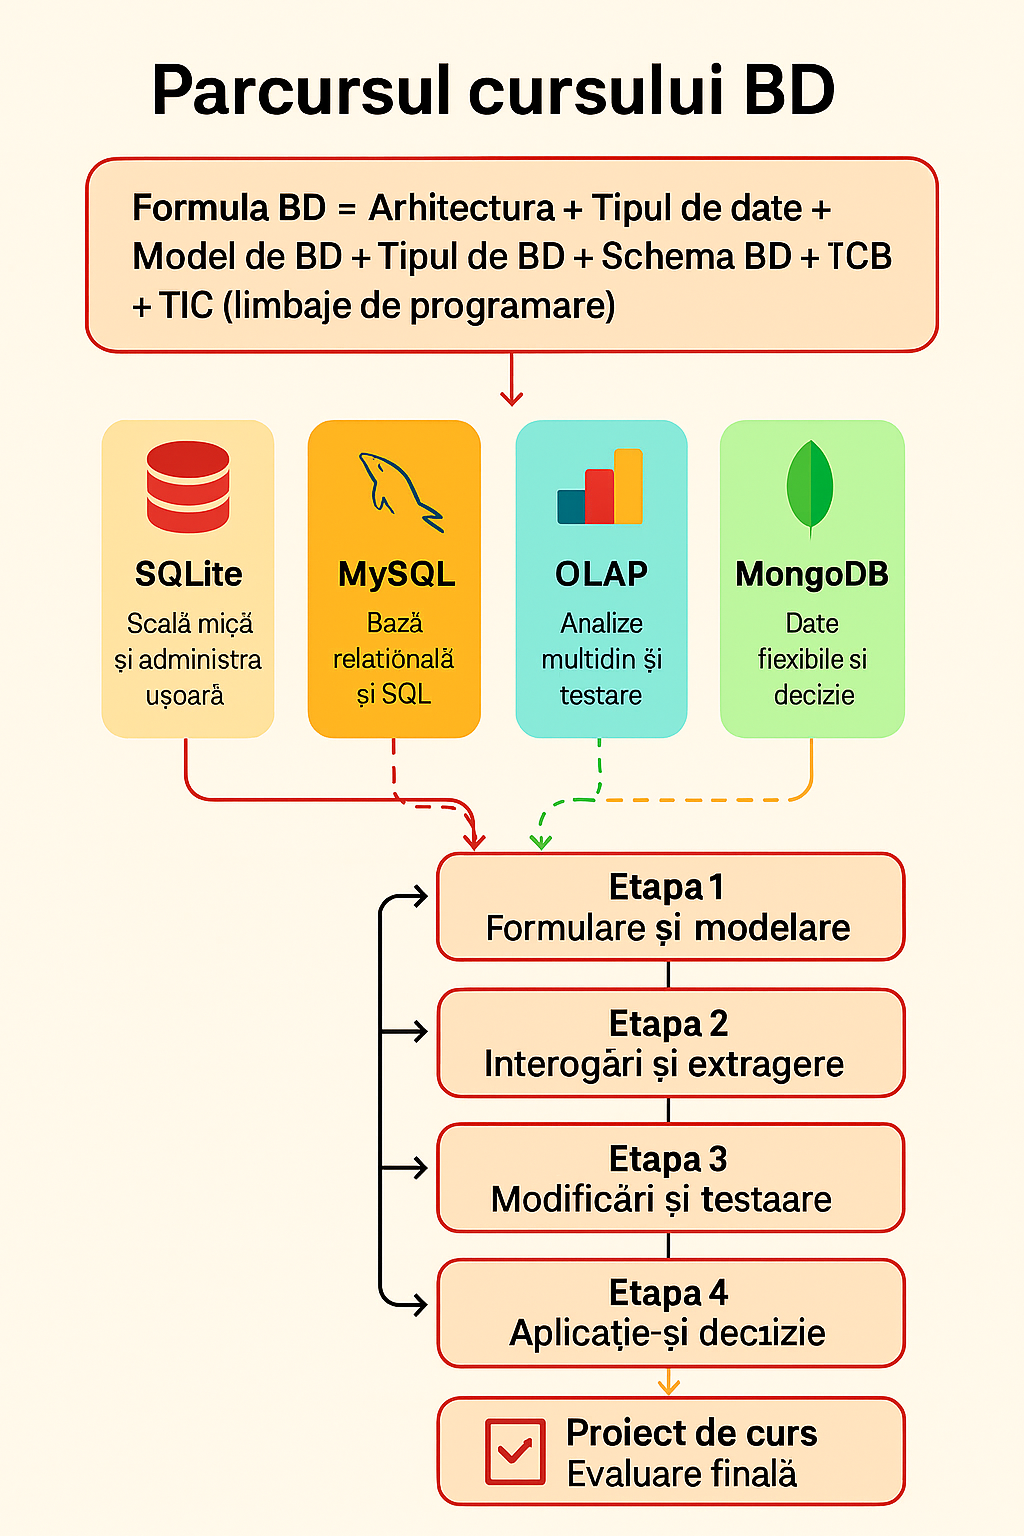 Parcursul cursului BD
Formula BD = Arhitectura + Tipul de date +
Model de BD + Tipul de BD + Schema BD + TCB
+ TIC (limbaje de programare)
SQLite
Scală mică
și administra
ușoară
MySQL
Bază
relatiönală
și SQL
OLAP
Analize
multidin și
testare
MongoDB
Date
fiexibile si
decizie
Etapa 1
Formulare și modelare
Etapa 2
Interogări și extragere
Etapa 3
Modificări și testaare
Etapa 4
Aplicație-și decızizie
Proiect de curs
Evaluare finală